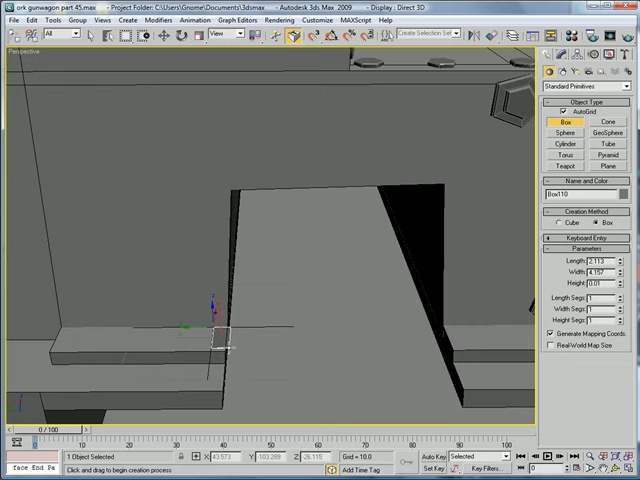 ork gunwagon part 45.max - Project Folder: C:\Users\Gnome\Documents\3dsmax - Autodesk 3ds Max 2009 - Display : Direct 3D
File Edit Tools Group Views Create Modifiers Animation Graph Editors Rendering Customize MAXScript Help
All View Create Selection Set
Perspective
Standard Primitives
Object Type
AutoGrid
Box Cone
Sphere GeoSphere
Cylinder Tube
Torus Pyramid
Teapot Plane
Name and Color
Box110
Creation Method
Cube Box
Keyboard Entry
Parameters
Length: 2.113
Width: 4.157
Height: 0.01
Length Segs: 1
Width Segs: 1
Height Segs: 1
Generate Mapping Coords.
Real-World Map Size
0 / 100
0 10 20 30 40 50 60 70 80 90 100
1 Object Selected X: 43.573 Y: -103.289 Z: -26.115 Grid = 10.0 Auto Key Selected
face End Pa Click and drag to begin creation process Add Time Tag Set Key Key Filters... 0